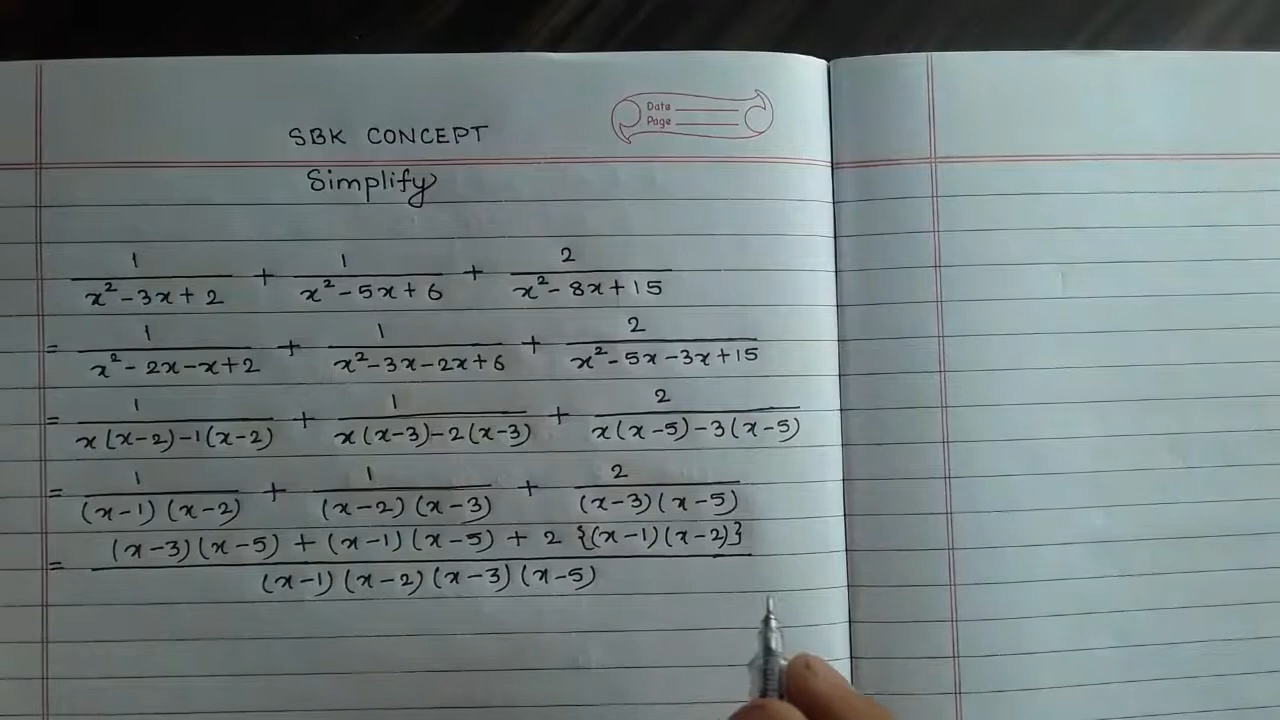 Date
Page
SBK CONCEPT
Simplify
1/(x²-3x+2) + 1/(x²-5x+6) + 2/(x²-8x+15)
= 1/(x²-2x-x+2) + 1/(x²-3x-2x+6) + 2/(x²-5x-3x+15)
= 1/(x(x-2)-1(x-2)) + 1/(x(x-3)-2(x-3)) + 2/(x(x-5)-3(x-5))
= 1/((x-1)(x-2)) + 1/((x-2)(x-3)) + 2/((x-3)(x-5))
= ((x-3)(x-5) + (x-1)(x-5) + 2{(x-1)(x-2)})/((x-1)(x-2)(x-3)(x-5))